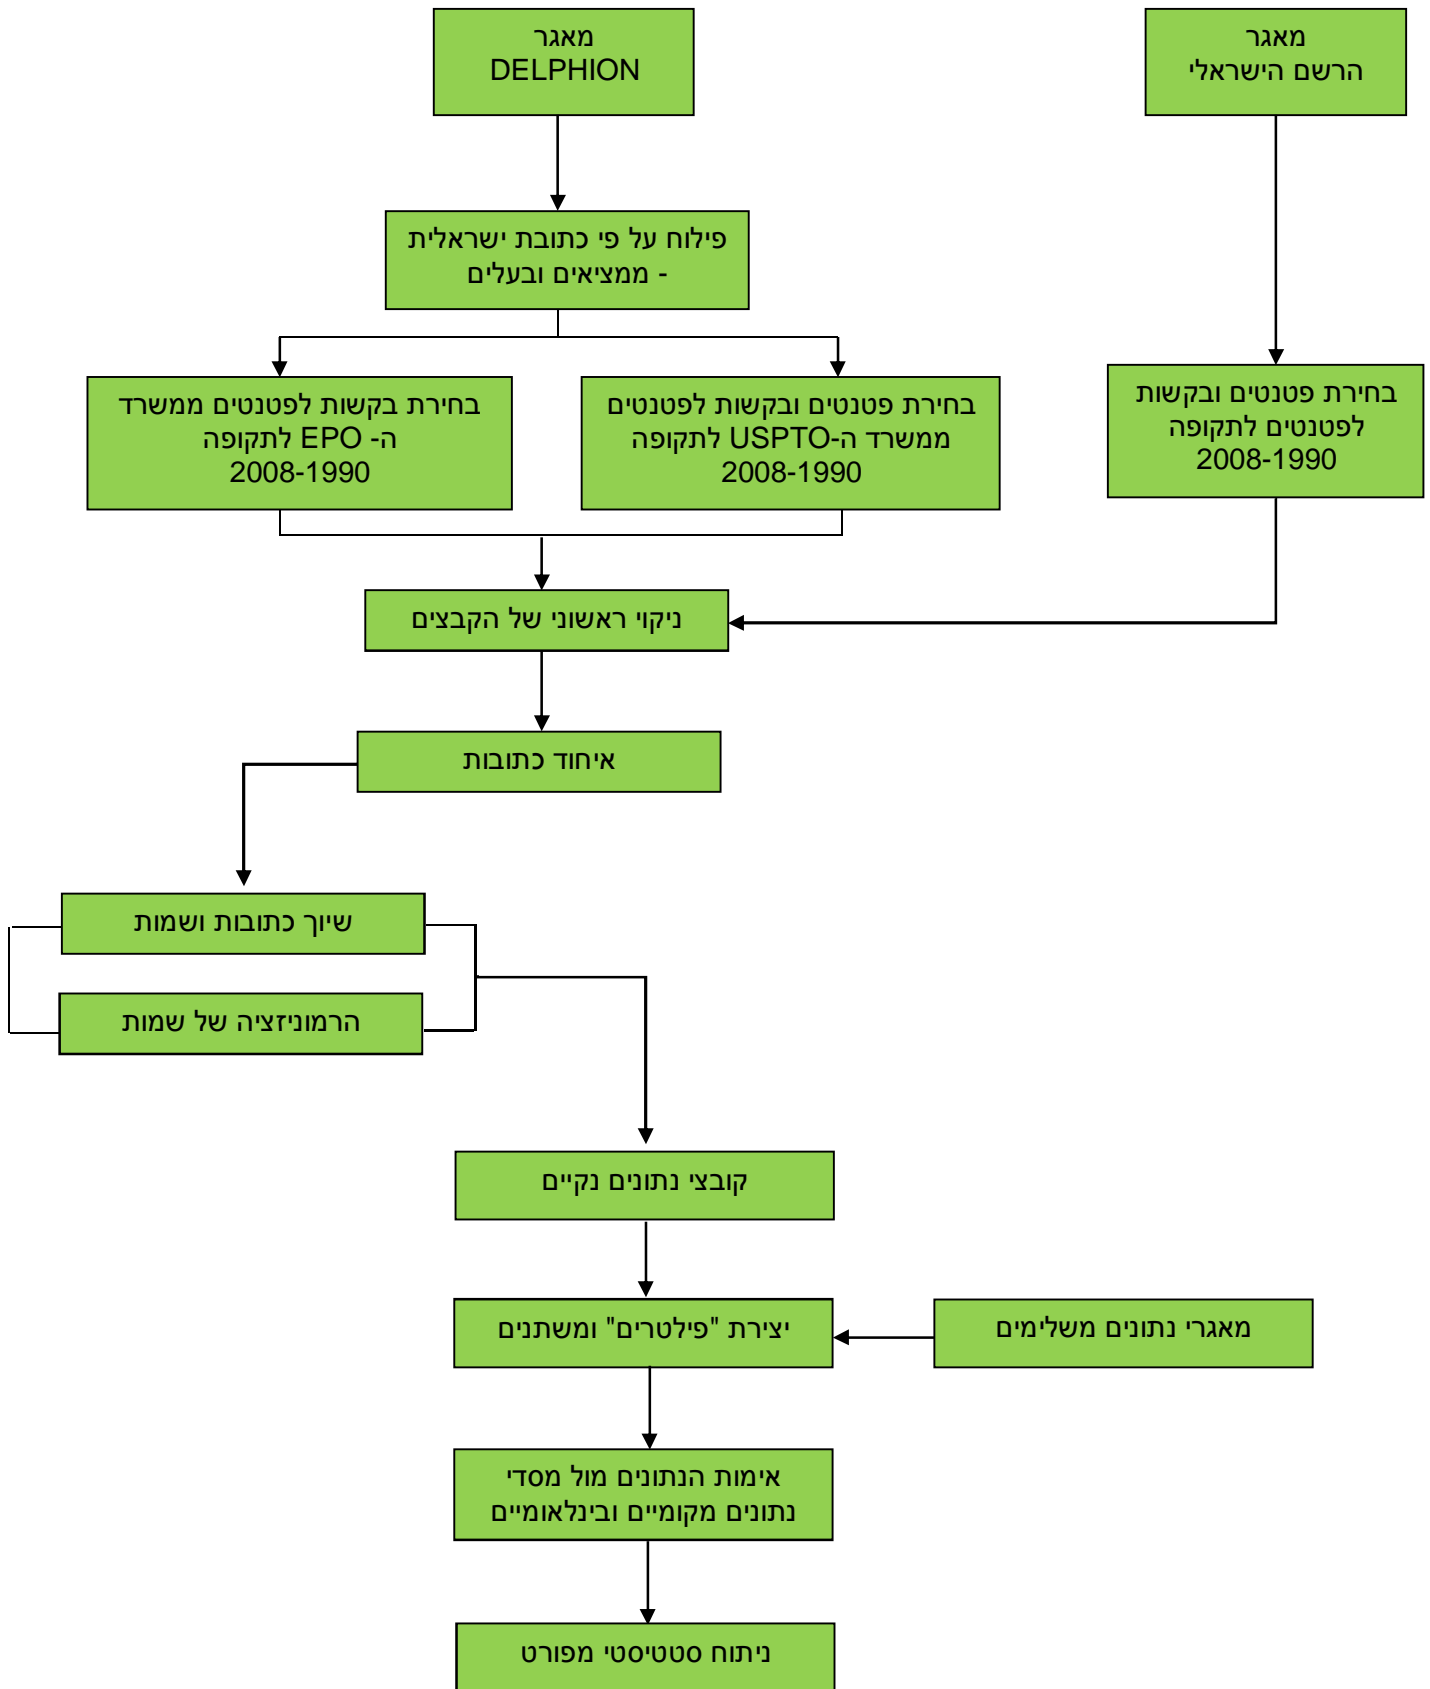 מאגר
הרשם הישראלי
מאגר
DELPHION
פילוח על פי כתובת ישראלית
- ממציאים ובעלים
בחירת פטנטים ובקשות
לפטנטים לתקופה
2008-1990
בחירת פטנטים ובקשות לפטנטים
ממשרד ה-USPTO לתקופה
2008-1990
בחירת בקשות לפטנטים ממשרד
ה- EPO לתקופה
2008-1990
ניקוי ראשוני של הקבצים
איחוד כתובות
שיוך כתובות ושמות
הרמוניזציה של שמות
קובצי נתונים נקיים
מאגרי נתונים משלימים
יצירת "פילטרים" ומשתנים
אימות הנתונים מול מסדי
נתונים מקומיים ובינלאומיים
ניתוח סטטיסטי מפורט